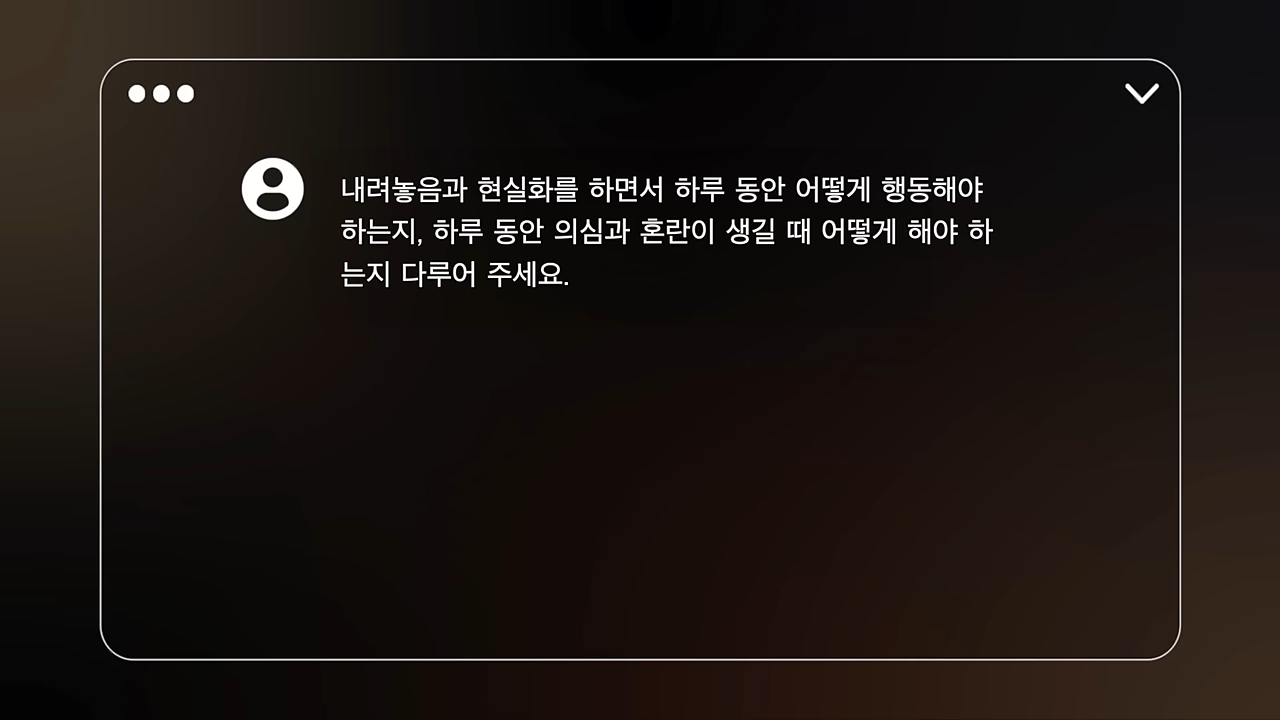 내려놓음과 현실화를 하면서 하루 동안 어떻게 행동해야
하는지, 하루 동안 의심과 혼란이 생길 때 어떻게 해야 하
는지 다루어 주세요.